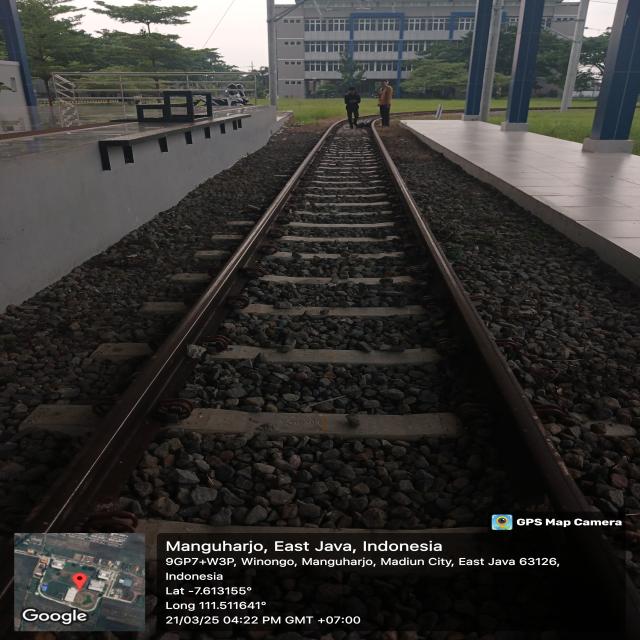 GPS Map Camera
Manguharjo, East Java, Indonesia
9GP7+W3P, Winongo, Manguharjo, Madiun City, East Java 63126,
Indonesia
Lat -7.613155°
Long 111.511641°
21/03/25 04:22 PM GMT +07:00
Google